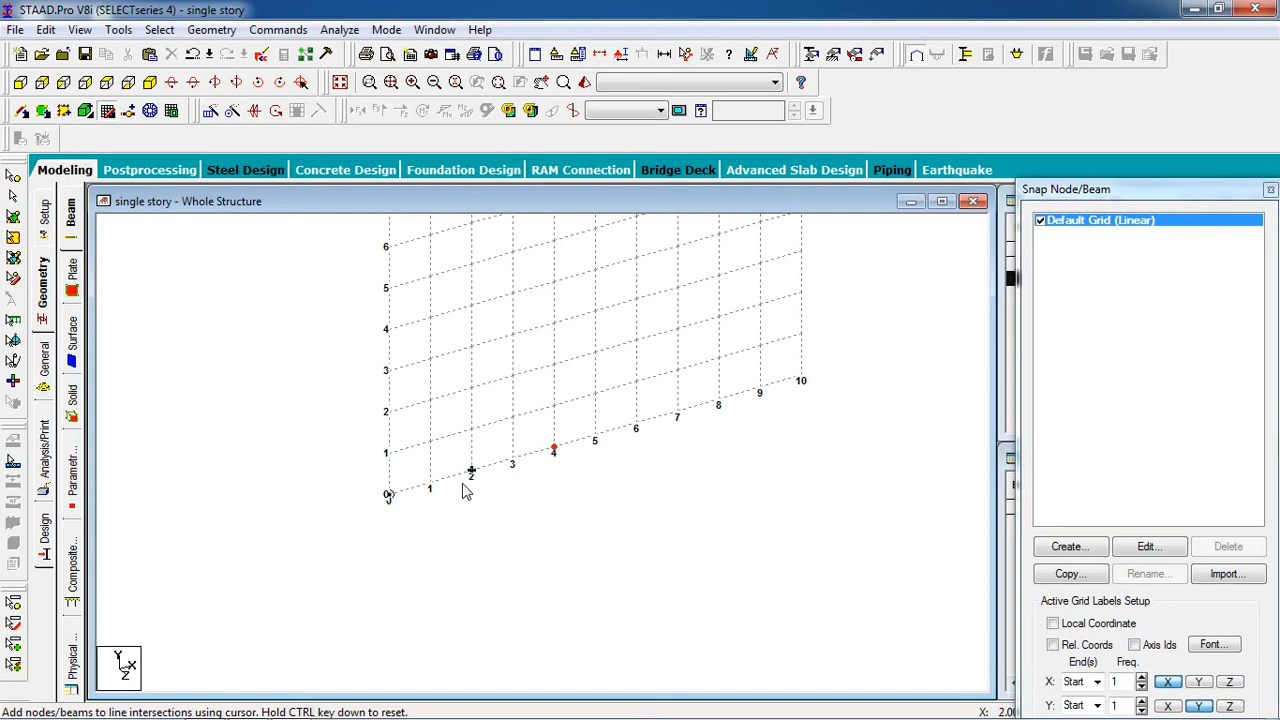 STAAD.Pro V8i (SELECTseries 4) - single story
File Edit View Tools Select Geometry Commands Analyze Mode Window Help
Modeling Postprocessing Steel Design Concrete Design Foundation Design RAM Connection Bridge Deck Advanced Slab Design Piping Earthquake
single story - Whole Structure
Snap Node/Beam
Default Grid (Linear)
Setup
Geometry
General
Analysis/Print
Design
Beam
Plate
Surface
Solid
Parametr...
Composite...
Physical ...
6
5
4
3
2
1
0
1
2
3
4
5
6
7
8
9
10
Y
X
Z
Create... Edit... Delete
Copy... Rename... Import...
Active Grid Labels Setup
Local Coordinate
Rel. Coords Axis Ids Font...
End(s) Freq.
X: Start 1 X Y Z
Y: Start 1 X Y Z
Add nodes/beams to line intersections using cursor. Hold CTRL key down to reset.
X: 2.00